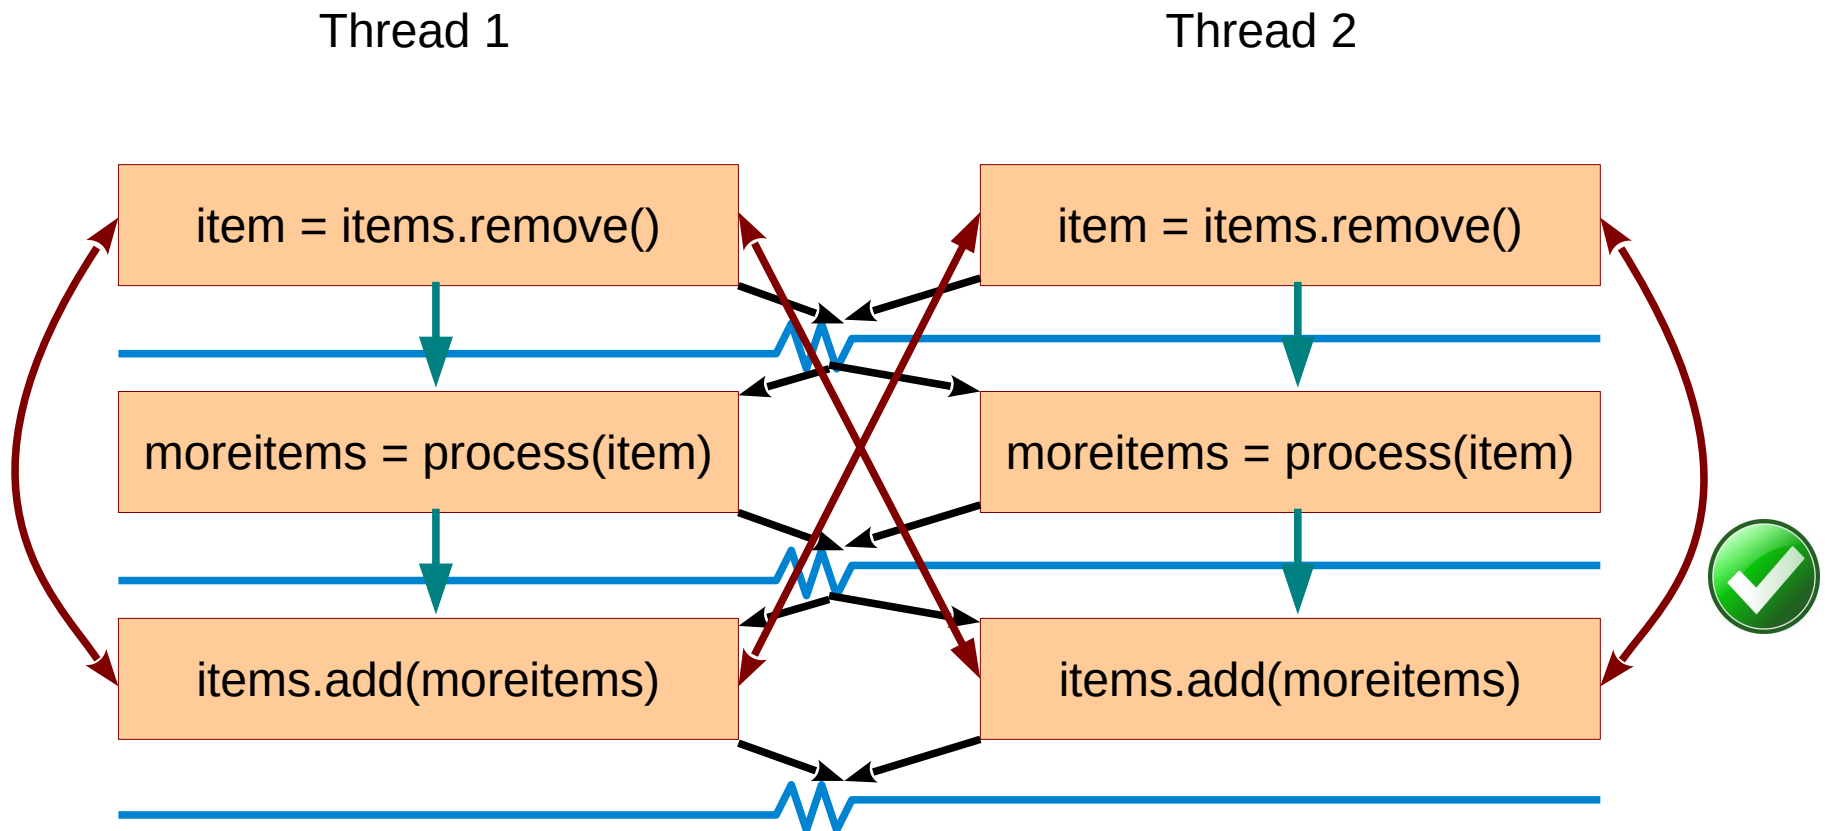 Thread 1
Thread 2
item = items.remove()
item = items.remove()
moreitems = process(item)
moreitems = process(item)
items.add(moreitems)
items.add(moreitems)